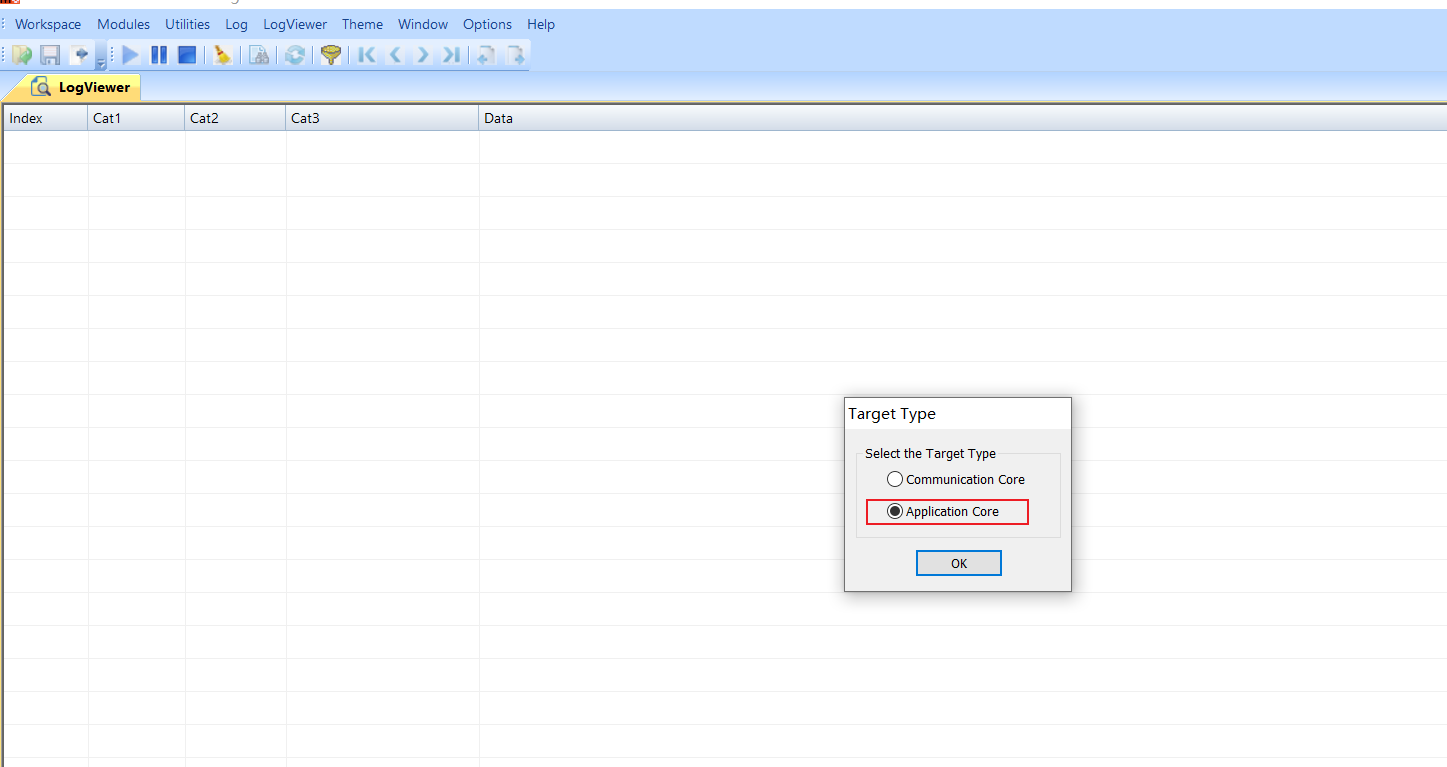 Workspace Modules Utilities Log LogViewer Theme Window Options Help
LogViewer
Index Cat1 Cat2 Cat3 Data
Target Type
Select the Target Type
Communication Core
Application Core
OK